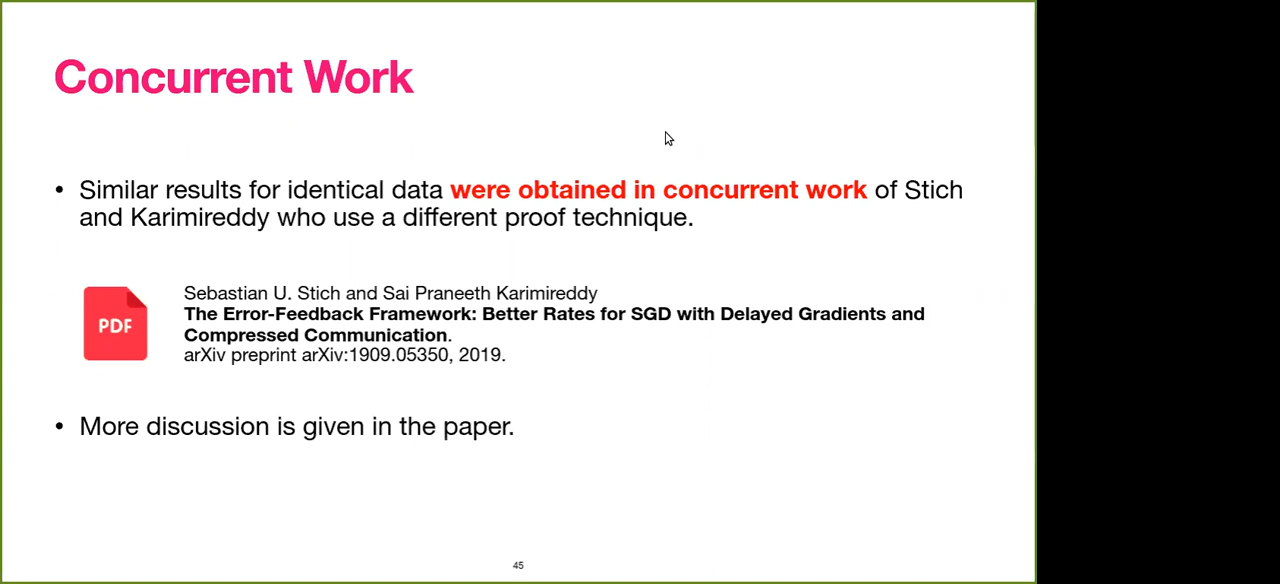 Concurrent Work
• Similar results for identical data were obtained in concurrent work of Stich
and Karimireddy who use a different proof technique.
PDF
Sebastian U. Stich and Sai Praneeth Karimireddy
The Error-Feedback Framework: Better Rates for SGD with Delayed Gradients and
Compressed Communication.
arXiv preprint arXiv:1909.05350, 2019.
• More discussion is given in the paper.
45